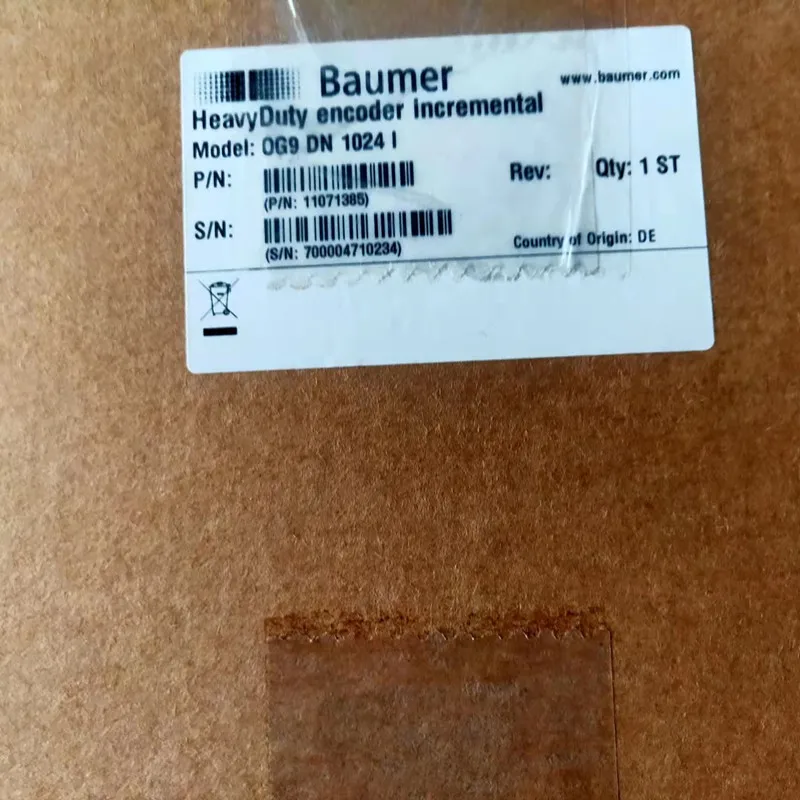 Baumer
www.baumer.com
HeavyDuty encoder incremental
Model: OG9 DN 1024 I
P/N:
Rev:
Qty: 1 ST
(P/N: 11071385)
S/N:
(S/N: 700004710234)
Country of Origin: DE